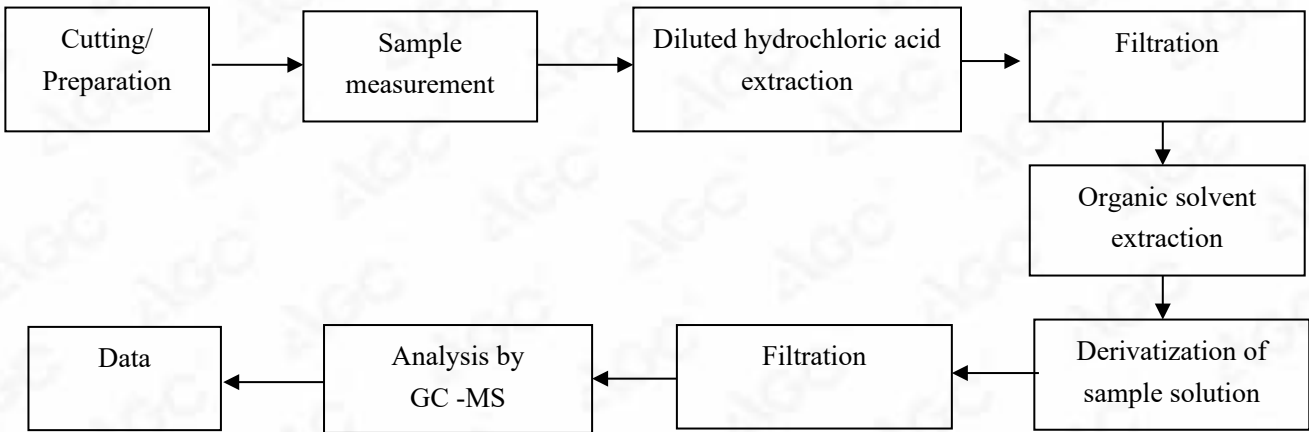 Cutting/
Preparation
Sample
measurement
Diluted hydrochloric acid
extraction
Filtration
Organic solvent
extraction
Derivatization of
sample solution
Filtration
Analysis by
GC -MS
Data
AGC